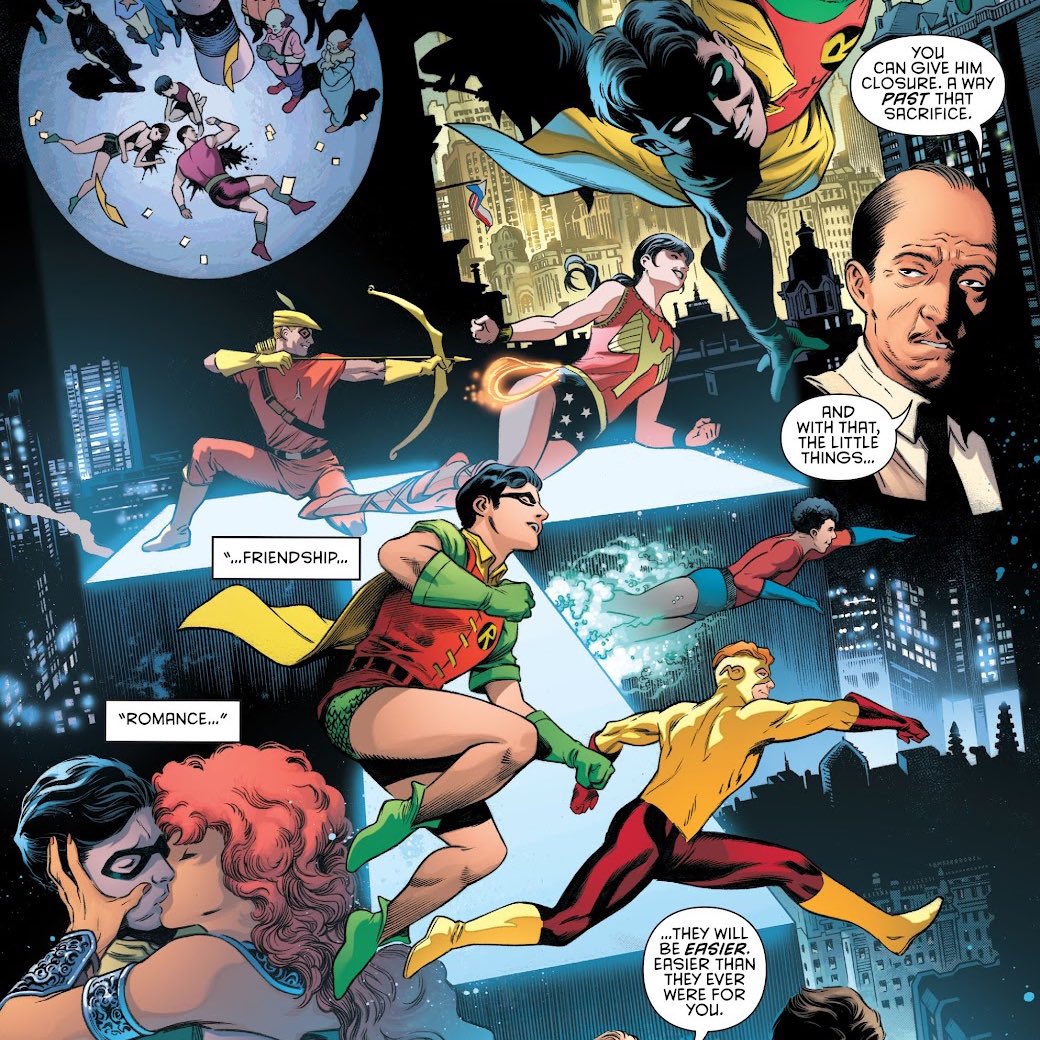 YOU
CAN GIVE HIM
CLOSURE. A WAY
PAST THAT
SACRIFICE.
R
AND
WITH THAT,
THE LITTLE
THINGS...
"...FRIENDSHIP...
R
"ROMANCE..."
...THEY WILL
BE EASIER.
EASIER THAN
THEY EVER
WERE FOR
YOU.